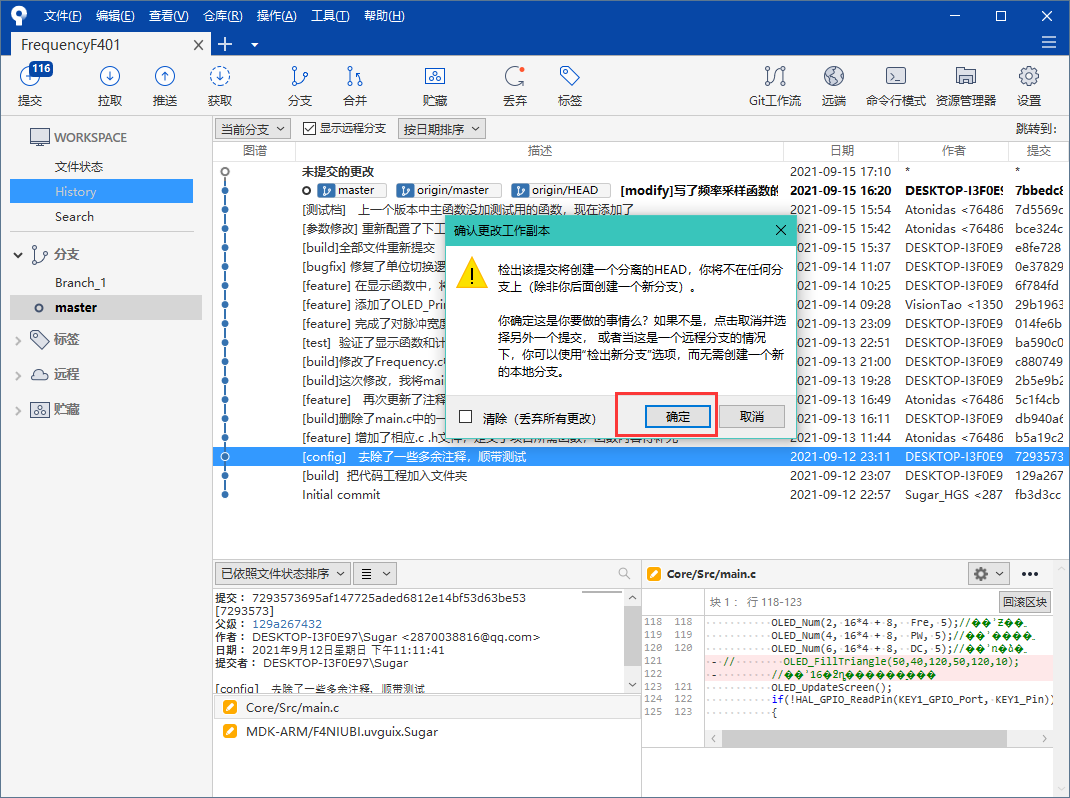 文件(F) 编辑(E) 查看(V) 仓库(R) 操作(A) 工具(T) 帮助(H)
FrequencyF401
116
提交 拉取 推送 获取 分支 合并 贮藏 丢弃 标签 Git工作流 远端 命令行模式 资源管理器 设置
WORKSPACE
文件状态
History
Search
分支
Branch_1
master
标签
远程
贮藏
当前分支 显示远程分支 按日期排序 跳转到:
图谱 描述 日期 作者 提交
未提交的更改 2021-09-15 17:10 * *
master origin/master origin/HEAD [modify]写了频率采样函数的 2021-09-15 16:20 DESKTOP-I3F0E9 7bbedc8
[测试档] 上一个版本中主函数没加测试用的函数，现在添加了 2021-09-15 15:54 Atonidas <76486 7d5569c
[参数修改] 重新配置了下工 2021-09-15 15:42 Atonidas <76486 bce324c
[build]全部文件重新提交 2021-09-15 15:37 DESKTOP-I3F0E9 e8fe728
[bugfix] 修复了单位切换逻 2021-09-14 11:07 DESKTOP-I3F0E9 0e37829
[feature] 在显示函数中，将 2021-09-14 10:25 DESKTOP-I3F0E9 6f784fd
[feature] 添加了OLED_Prin 2021-09-14 09:28 VisionTao <1350 29b1963
[feature] 完成了对脉冲宽度 2021-09-13 23:09 DESKTOP-I3F0E9 014fe6b
[test] 验证了显示函数和计 2021-09-13 22:51 DESKTOP-I3F0E9 ba590c0
[build]修改了Frequency.c中 2021-09-13 21:00 DESKTOP-I3F0E9 c880749
[build]这次修改，我将mai 2021-09-13 19:28 DESKTOP-I3F0E9 2b5e9b2
[feature] 再次更新了注释 2021-09-13 16:49 Atonidas <76486 5c1f4cb
[build]删除了main.c中的一 2021-09-13 16:11 DESKTOP-I3F0E9 db940a6
[feature] 增加了相应.c .h文件，定义了项目所需函数，函数内容待补充 2021-09-13 11:44 Atonidas <76486 b5a19c2
[config] 去除了一些多余注释，顺带测试 2021-09-12 23:11 DESKTOP-I3F0E9 7293573
[build] 把代码工程加入文件夹 2021-09-12 23:07 DESKTOP-I3F0E9 129a267
Initial commit 2021-09-12 22:57 Sugar_HGS <287 fb3d3cc
确认更改工作副本
检出该提交将创建一个分离的HEAD，你将不在任何分
支上（除非你后面创建一个新分支）。
你确定这是你要做的事情么？如果不是，点击取消并选
择另外一个提交， 或者当这是一个远程分支的情况
下，你可以使用“检出新分支”选项，而无需创建一个新
的本地分支。
清除（丢弃所有更改） 确定 取消
已依照文件状态排序
提交： 7293573695af147725aded6812e14bf53d63be53
[7293573]
父级： 129a267432
作者： DESKTOP-I3F0E97\Sugar <2870038816@qq.com>
日期： 2021年9月12日星期日 下午11:11:41
提交者： DESKTOP-I3F0E97\Sugar
[config] 去除了一些多余注释，顺带测试
Core/Src/main.c
MDK-ARM/F4NIUBI.uvguix.Sugar
Core/Src/main.c
块 1： 行 118-123 回滚区块
118 118 OLED_Num(2, 16*4 + 8, Fre, 5);//
119 119 OLED_Num(4, 16*4 + 8, PW, 5);//
120 120 OLED_Num(6, 16*4 + 8, DC, 5);//
121 - // OLED_FillTriangle(50,40,120,50,120,10);
122 - //
123 121 OLED_UpdateScreen();
124 122 if(!HAL_GPIO_ReadPin(KEY1_GPIO_Port, KEY1_Pin))
125 123 {